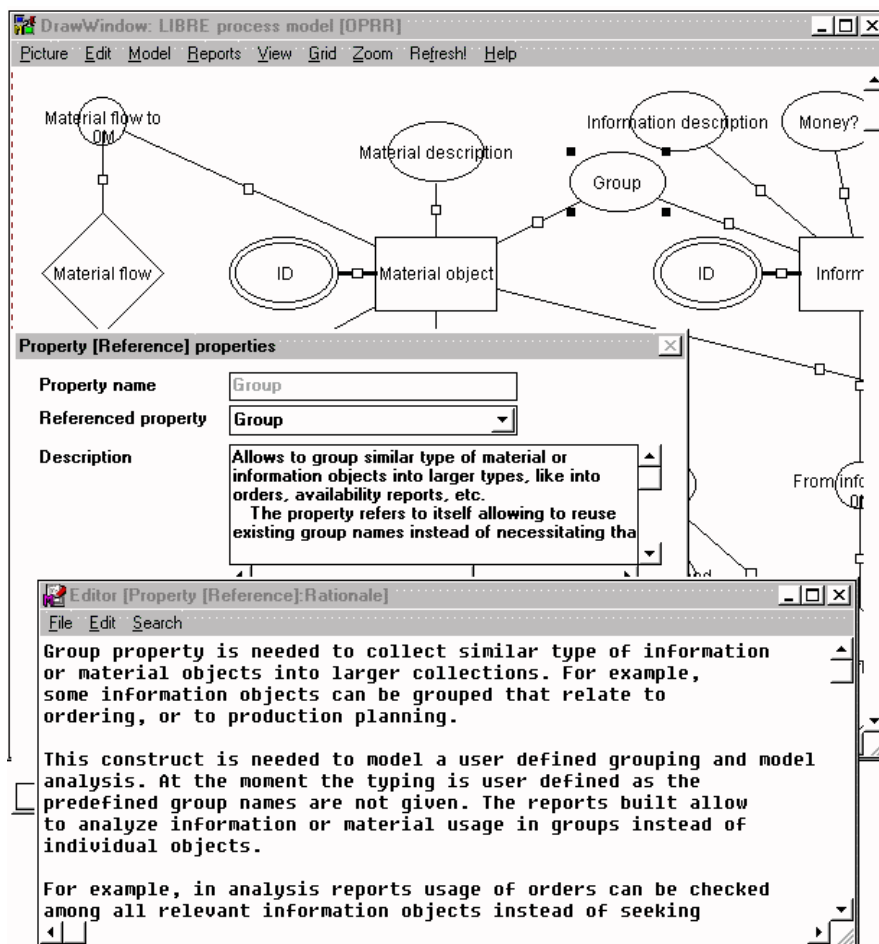 DrawWindow: LIBRE process model [OPRR]
Picture Edit Model Reports View Grid Zoom Refresh! Help
Material flow to
0M
Material description
Information description
Money?
Group
Material flow
ID
Material object
ID
Inform
Property [Reference] properties
Property name
Group
Referenced property
Group
Description
Allows to group similar type of material or
information objects into larger types, like into
orders, availability reports, etc.
The property refers to itself allowing to reuse
existing group names instead of necessitating tha
From info
Editor [Property [Reference]:Rationale]
File Edit Search
Group property is needed to collect similar type of information
or material objects into larger collections. For example,
some information objects can be grouped that relate to
ordering, or to production planning.
This construct is needed to model a user defined grouping and model
analysis. At the moment the typing is user defined as the
predefined group names are not given. The reports built allow
to analyze information or material usage in groups instead of
individual objects.
For example, in analysis reports usage of orders can be checked
among all relevant information objects instead of seeking